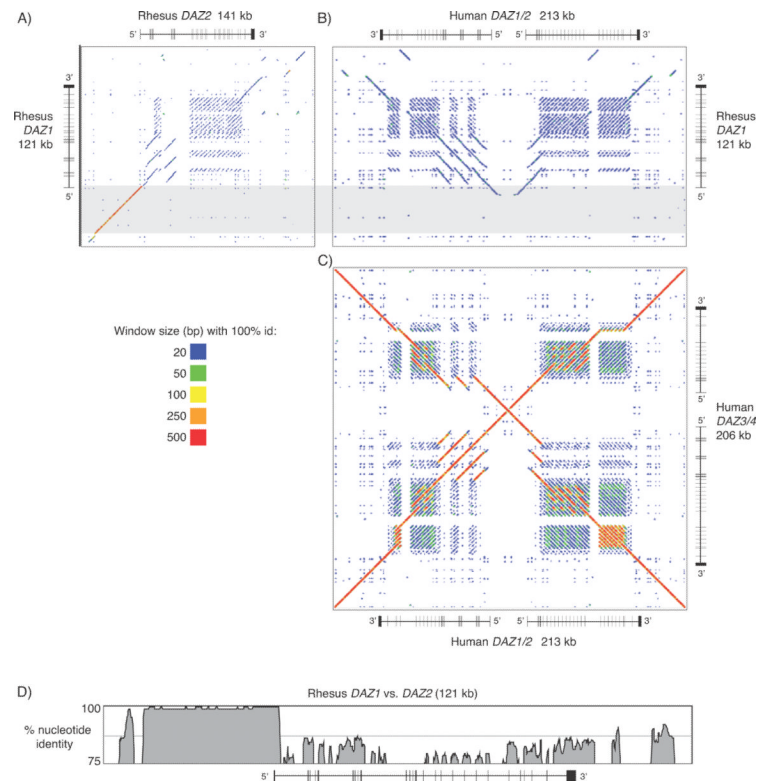 A)
Rhesus DAZ2 141 kb
5'
3'
3'
Rhesus
DAZ1
121 kb
5'
B)
Human DAZ1/2 213 kb
3'
5'
5'
3'
3'
Rhesus
DAZ1
121 kb
5'
C)
Window size (bp) with 100% id:
20
50
100
250
500
3'
5'
5'
3'
Human
DAZ3/4
206 kb
3'
5'
5'
3'
Human DAZ1/2 213 kb
D)
Rhesus DAZ1 vs. DAZ2 (121 kb)
100
% nucleotide
identity
75
5'
3'